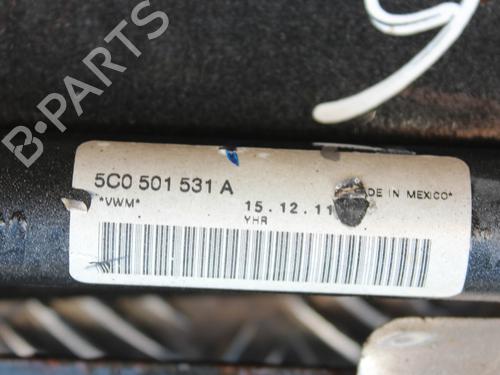 B-PARTS
5C0 501 531 A
*VWM*
15.12.11
DE IN MEXICO*
YHR